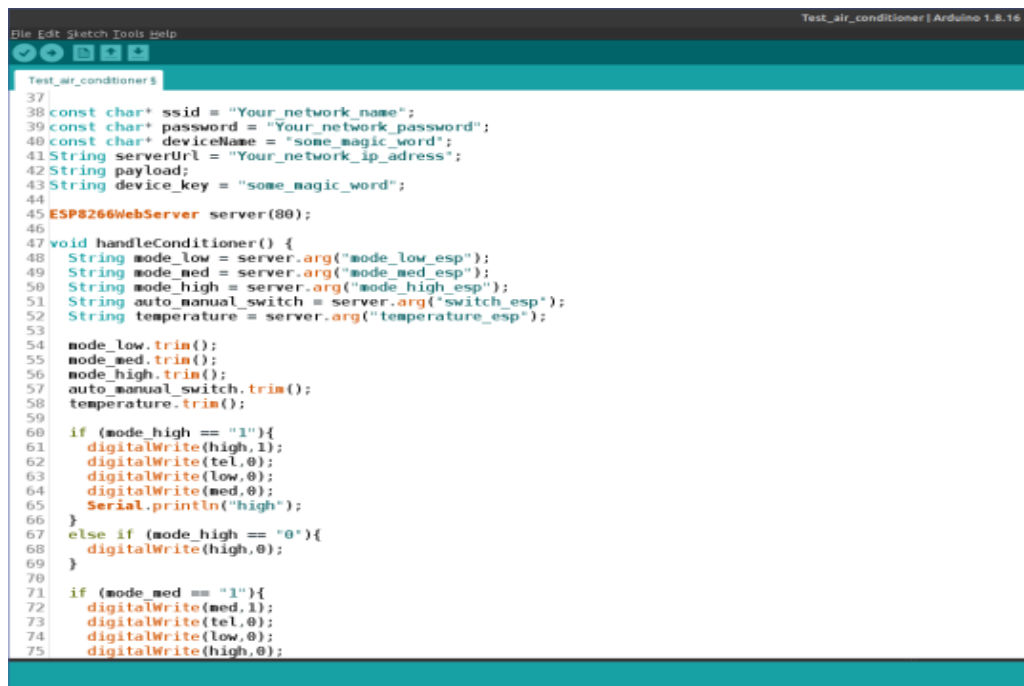 Test_air_conditioner | Arduino 1.8.16
File Edit Sketch Tools Help
Test_air_conditioner §
37
38 const char* ssid = "Your_network_name";
39 const char* password = "Your_network_password";
40 const char* deviceName = "some_magic_word";
41 String serverUrl = "Your_network_ip_adress";
42 String payload;
43 String device_key = "some_magic_word";
44
45 ESP8266WebServer server(80);
46
47 void handleConditioner() {
48   String mode_low = server.arg("mode_low_esp");
49   String mode_med = server.arg("mode_med_esp");
50   String mode_high = server.arg("mode_high_esp");
51   String auto_manual_switch = server.arg("switch_esp");
52   String temperature = server.arg("temperature_esp");
53
54   mode_low.trim();
55   mode_med.trim();
56   mode_high.trim();
57   auto_manual_switch.trim();
58   temperature.trim();
59
60   if (mode_high == "1"){
61     digitalWrite(high,1);
62     digitalWrite(tel,0);
63     digitalWrite(low,0);
64     digitalWrite(med,0);
65     Serial.println("high");
66   }
67   else if (mode_high == "0"){
68     digitalWrite(high,0);
69   }
70
71   if (mode_med == "1"){
72     digitalWrite(med,1);
73     digitalWrite(tel,0);
74     digitalWrite(low,0);
75     digitalWrite(high,0);